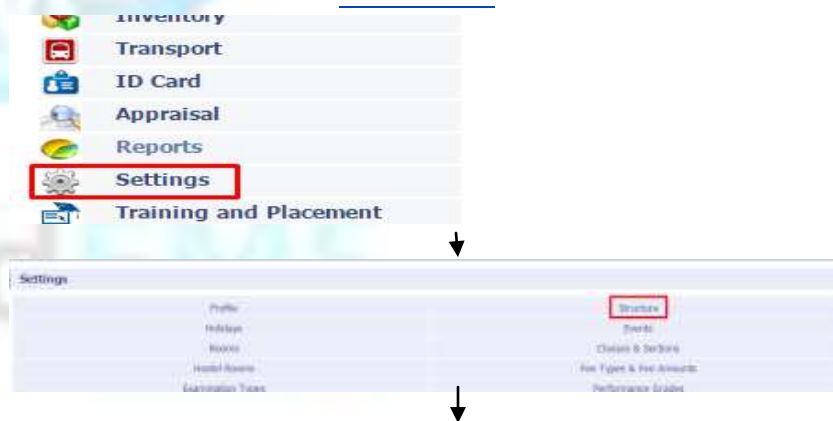 Inventory
Transport
ID Card
Appraisal
Reports
Settings
Training and Placement
Settings
Profile Structure
Holidays Events
Rooms Classes & Sections
Hostel Rooms Fee Types & Fee Amounts
Examination Types Performance Grades